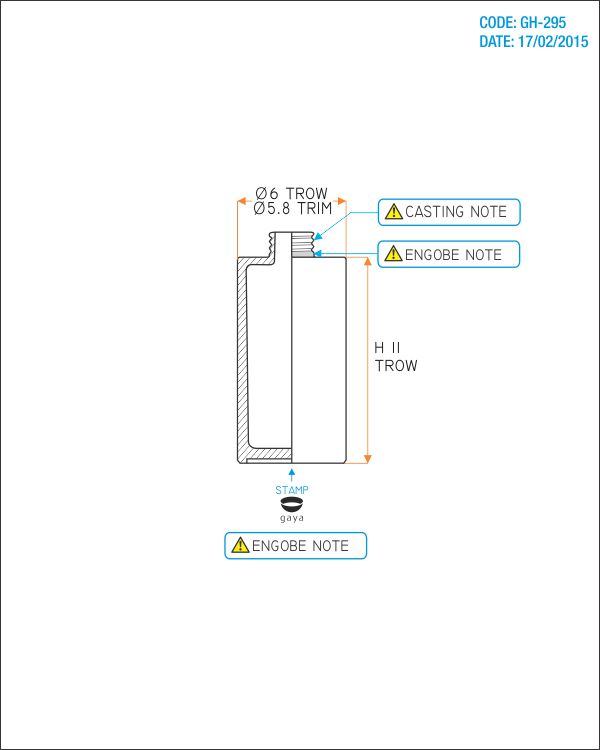 CODE: GH-295
DATE: 17/02/2015
Ø6 TROW
Ø5.8 TRIM
CASTING NOTE
ENGOBE NOTE
H 11
TROW
STAMP
gaya
ENGOBE NOTE